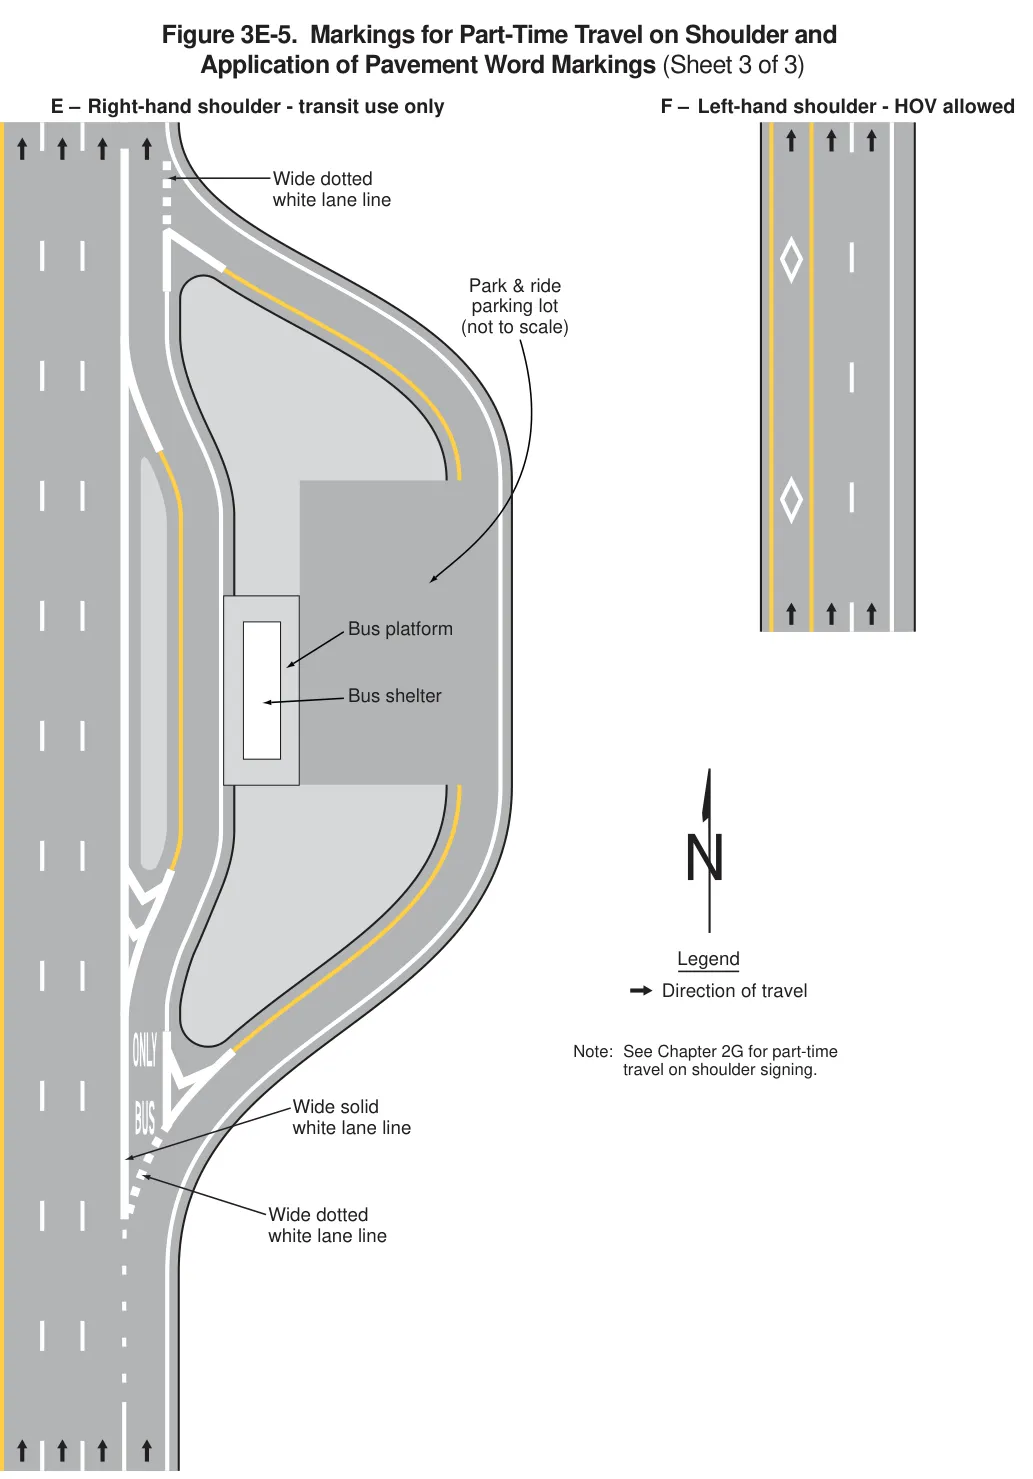 Figure 3E-5. Markings for Part-Time Travel on Shoulder and
Application of Pavement Word Markings (Sheet 3 of 3)
E – Right-hand shoulder - transit use only
F – Left-hand shoulder - HOV allowed
Wide dotted
white lane line
Park & ride
parking lot
(not to scale)
Bus platform
Bus shelter
N
Legend
Direction of travel
Note: See Chapter 2G for part-time
travel on shoulder signing.
ONLY
BUS
Wide solid
white lane line
Wide dotted
white lane line